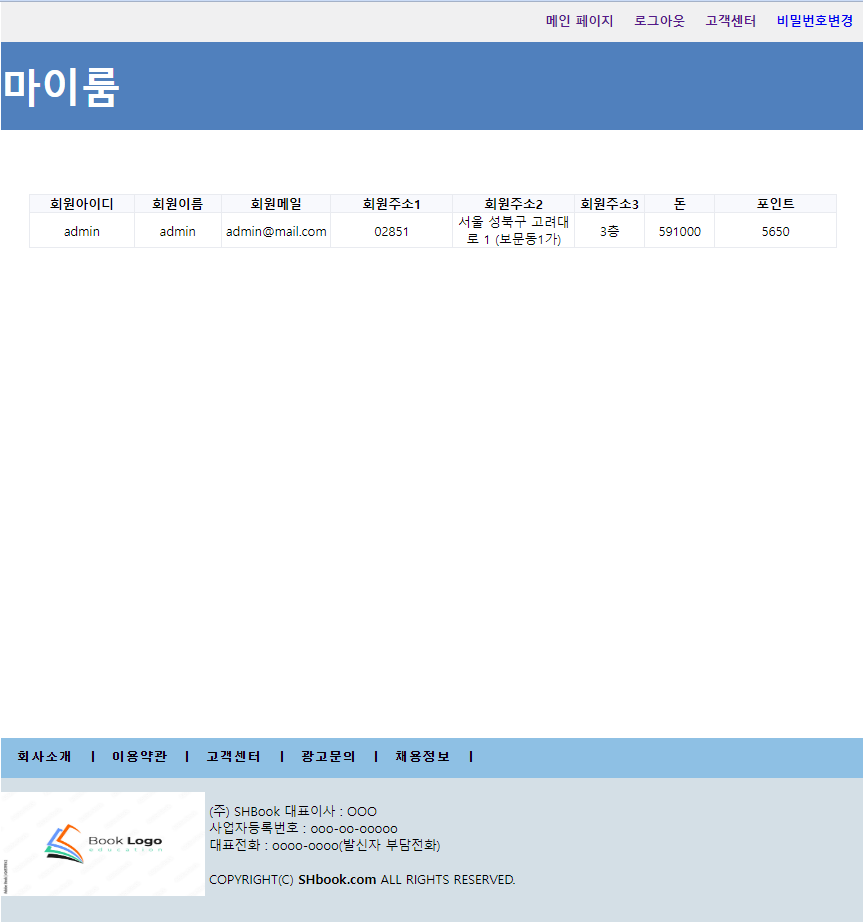 메인 페이지 로그아웃 고객센터 비밀번호변경
마이룸
회원아이디 회원이름 회원메일 회원주소1 회원주소2 회원주소3 돈 포인트
admin admin admin@mail.com 02851 서울 성북구 고려대 3층 591000 5650
로 1 (보문동1가)
회사소개 | 이용약관 | 고객센터 | 광고문의 | 채용정보 |
(주) SHBook 대표이사 : OOO
사업자등록번호 : ooo-oo-ooooo
대표전화 : oooo-oooo(발신자 부담전화)
Book Logo
education
COPYRIGHT(C) SHbook.com ALL RIGHTS RESERVED.